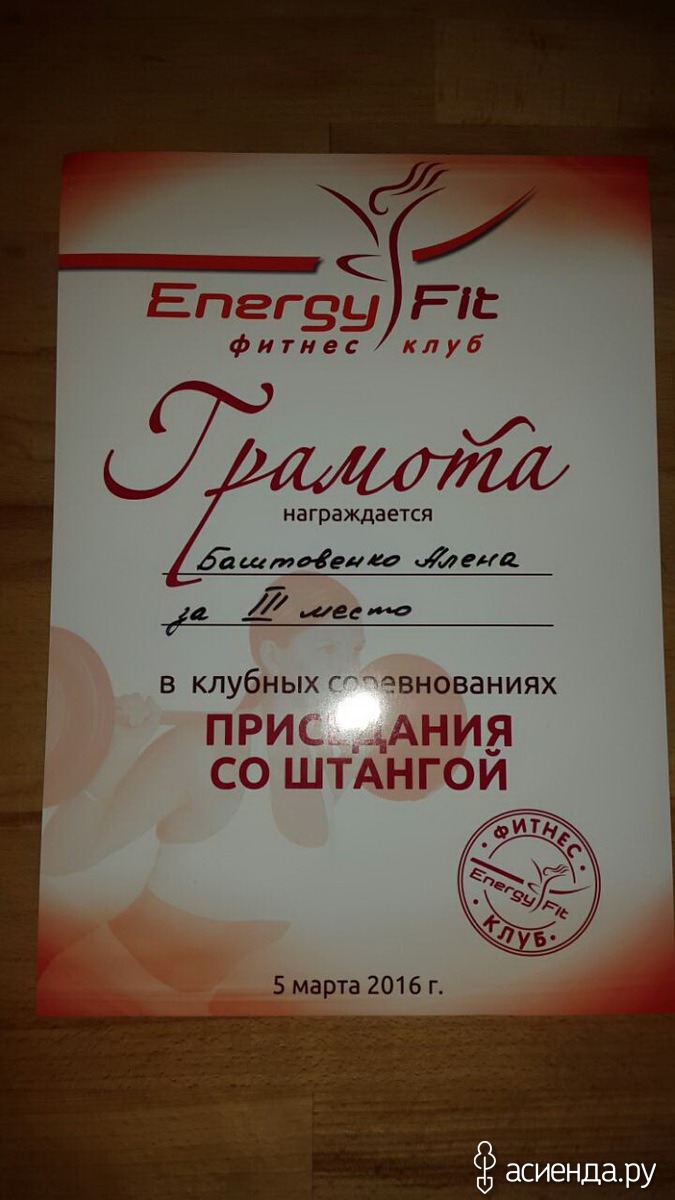 Energy Fit
фитнес клуб
Грамота
награждается
Баштовенко Алена
за III место
в клубных соревнованиях
ПРИСЕДАНИЯ
СО ШТАНГОЙ
ФИТНЕС
Energy Fit
КЛУБ
5 марта 2016 г.
асиенда.ру